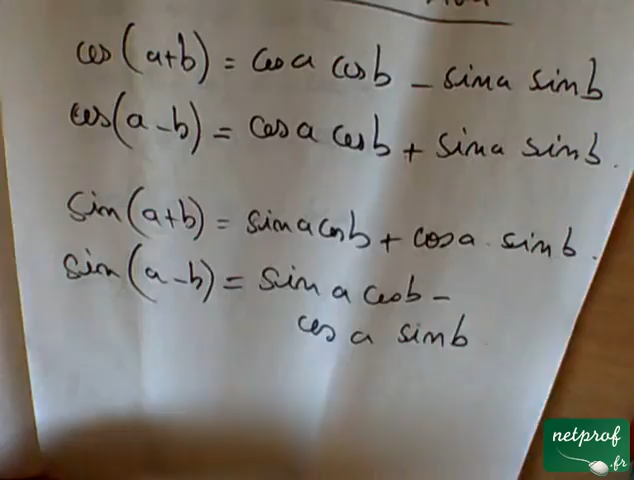 cos(a+b) = cos a cos b - sin a sin b
cos(a-b) = cos a cos b + sin a sin b.
sin(a+b) = sin a cos b + cos a. sin b.
sin(a-b) = sin a cos b -
cos a sin b
netprof
.fr